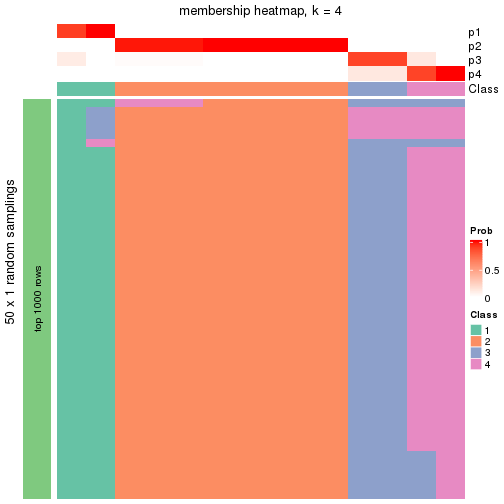 membership heatmap, k = 4
p1
p2
p3
p4
Class
50 x 1 random samplings
top 1000 rows
Prob
1
0.5
0
Class
1
2
3
4